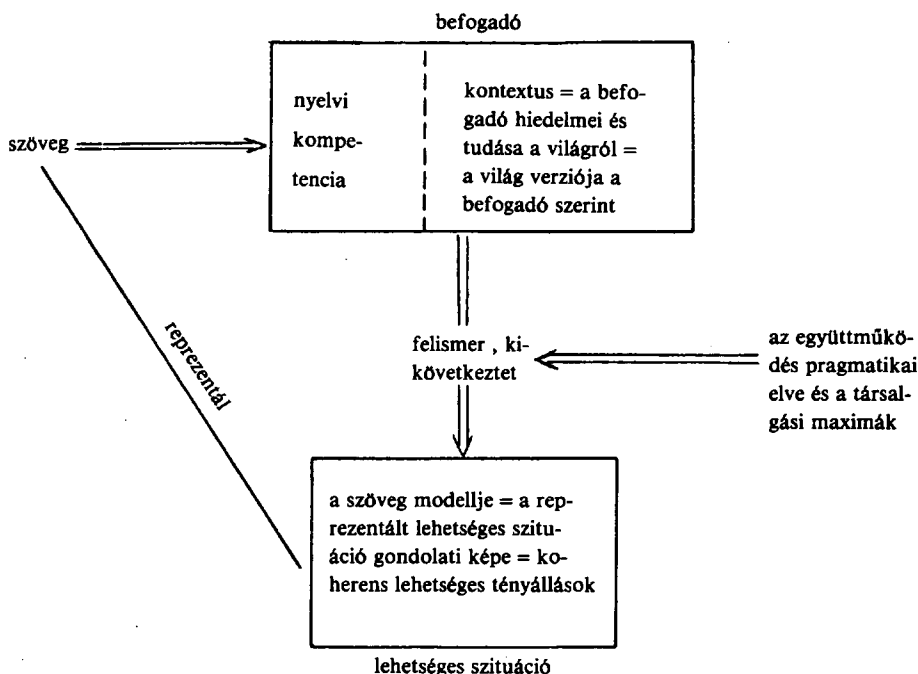 befogadó
nyelvi
kompe-
tencia
kontextus = a befo-
gadó hiedelmei és
tudása a világról =
a világ verziója a
befogadó szerint
szöveg
reprezentál
felismer , ki-
következtet
az együttműkö-
dés pragmatikai
elve és a társal-
gási maximák
a szöveg modellje = a rep-
rezentált lehetséges szitu-
áció gondolati képe = ko-
herens lehetséges tényállások
lehetséges szituáció